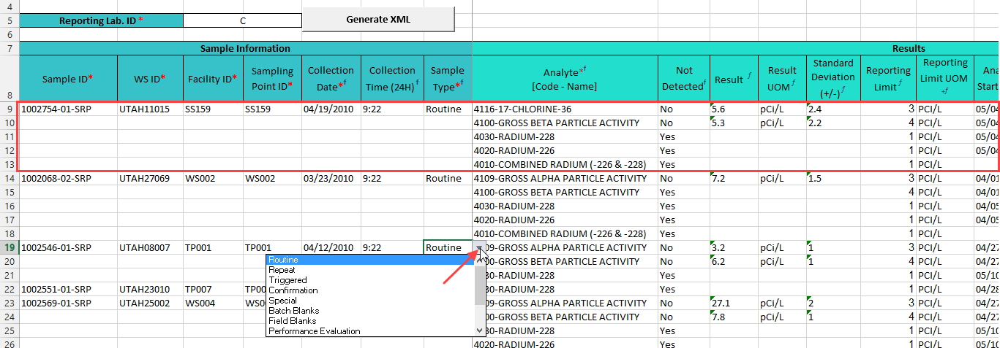 4
5 Reporting Lab. ID * C Generate XML
6
7 Sample Information Results
8 Sample ID* WS ID* Facility ID* Sampling Point ID* Collection Date*f Collection Time (24H) f Sample Type*f Analyte*f [Code - Name] Not Detected f Result f Result UOM f Standard Deviation (+/-) f Reporting Limit f Reporting Limit UOM +f Ana Start
9 1002754-01-SRP UTAH11015 SS159 SS159 04/19/2010 9:22 Routine 4116-17-CHLORINE-36 No 5.6 pCi/L 2.4 3 PCI/L 05/04
10 4100-GROSS BETA PARTICLE ACTIVITY No 5.3 pCi/L 2.2 4 PCI/L 05/04
11 4030-RADIUM-228 Yes 1 PCI/L 05/04
12 4020-RADIUM-226 Yes 1 PCI/L 05/04
13 4010-COMBINED RADIUM (-226 & -228) Yes 1 PCI/L
14 1002068-02-SRP UTAH27069 WS002 WS002 03/23/2010 9:22 Routine 4109-GROSS ALPHA PARTICLE ACTIVITY No 7.2 pCi/L 1.5 3 PCI/L 04/01
15 4100-GROSS BETA PARTICLE ACTIVITY Yes 4 PCI/L 04/01
16 4030-RADIUM-228 Yes 1 PCI/L 04/05
17 4020-RADIUM-226 Yes 1 PCI/L 04/05
18 4010-COMBINED RADIUM (-226 & -228) Yes 1 PCI/L
19 1002546-01-SRP UTAH08007 TP001 TP001 04/12/2010 9:22 Routine 09-GROSS ALPHA PARTICLE ACTIVITY No 3.2 pCi/L 1 3 PCI/L 04/27
20 00-GROSS BETA PARTICLE ACTIVITY No 6.2 pCi/L 1 4 PCI/L 04/27
21 30-RADIUM-228 Yes 1 PCI/L 05/10
22 1002551-01-SRP UTAH23010 TP007 TP00 30-RADIUM-228 Yes 1 PCI/L 04/28
23 1002569-01-SRP UTAH25002 WS004 WS0 09-GROSS ALPHA PARTICLE ACTIVITY No 27.1 pCi/L 2 3 PCI/L 04/27
24 00-GROSS BETA PARTICLE ACTIVITY No 7.8 pCi/L 1 4 PCI/L 04/27
25 30-RADIUM-228 Yes 1 PCI/L 05/10
26 4020-RADIUM-226 Yes 1 PCI/L 05/10
Routine
Repeat
Triggered
Confirmation
Special
Batch Blanks
Field Blanks
Performance Evaluation